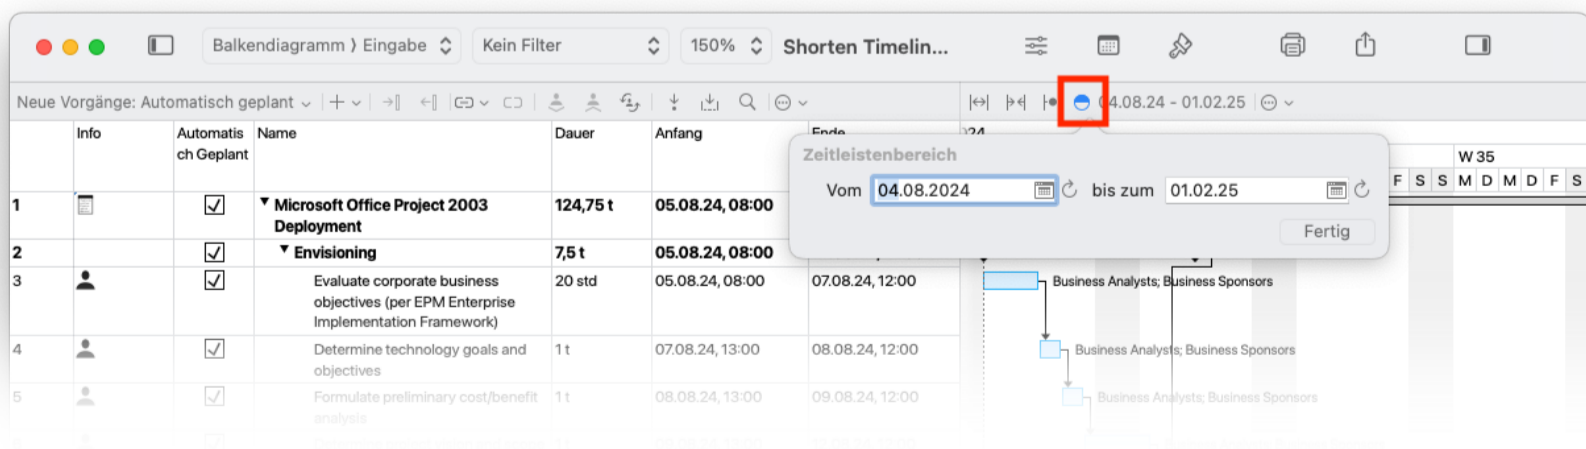 Balkendiagramm ⟩ Eingabe
Kein Filter
150%
Shorten Timelin...
Neue Vorgänge: Automatisch geplant
04.08.24 - 01.02.25
Info
Automatis
ch Geplant
Name
Dauer
Anfang
Ende
24
Zeitleistenbereich
W 35
Vom
04.08.2024
bis zum
01.02.25
F S S M D M D F S
Fertig
1
Microsoft Office Project 2003
Deployment
124,75 t
05.08.24, 08:00
2
Envisioning
7,5 t
05.08.24, 08:00
3
Evaluate corporate business
objectives (per EPM Enterprise
Implementation Framework)
20 std
05.08.24, 08:00
07.08.24, 12:00
Business Analysts; Business Sponsors
4
Determine technology goals and
objectives
1 t
07.08.24, 13:00
08.08.24, 12:00
Business Analysts; Business Sponsors
5
Formulate preliminary cost/benefit
analysis
1 t
08.08.24, 13:00
09.08.24, 12:00
Business Analysts; Business Sponsors